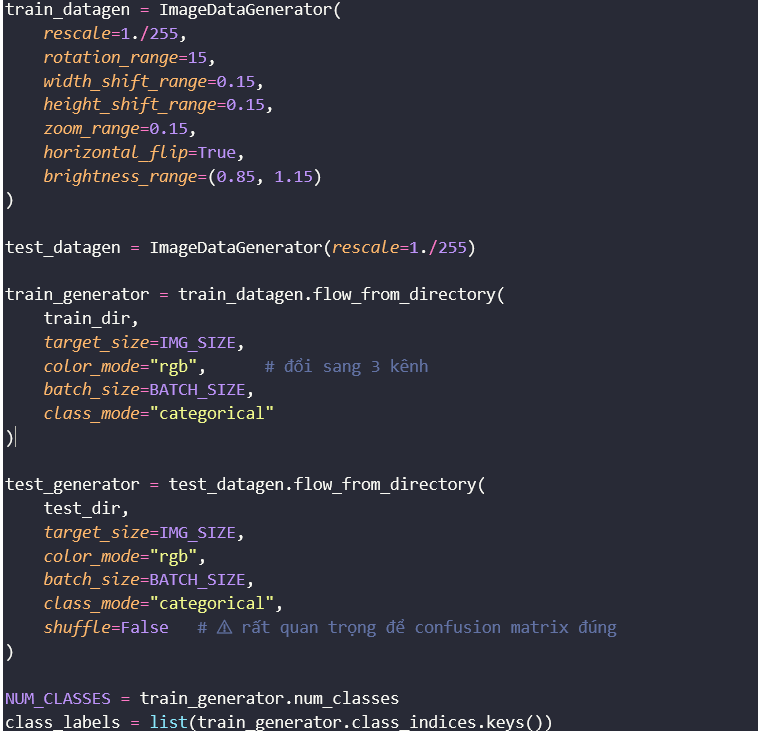 train_datagen = ImageDataGenerator(
    rescale=1./255,
    rotation_range=15,
    width_shift_range=0.15,
    height_shift_range=0.15,
    zoom_range=0.15,
    horizontal_flip=True,
    brightness_range=(0.85, 1.15)
)
test_datagen = ImageDataGenerator(rescale=1./255)
train_generator = train_datagen.flow_from_directory(
    train_dir,
    target_size=IMG_SIZE,
    color_mode="rgb",      # đổi sang 3 kênh
    batch_size=BATCH_SIZE,
    class_mode="categorical"
)
test_generator = test_datagen.flow_from_directory(
    test_dir,
    target_size=IMG_SIZE,
    color_mode="rgb",
    batch_size=BATCH_SIZE,
    class_mode="categorical",
    shuffle=False   # ⚠️ rất quan trọng để confusion matrix đúng
)
NUM_CLASSES = train_generator.num_classes
class_labels = list(train_generator.class_indices.keys())